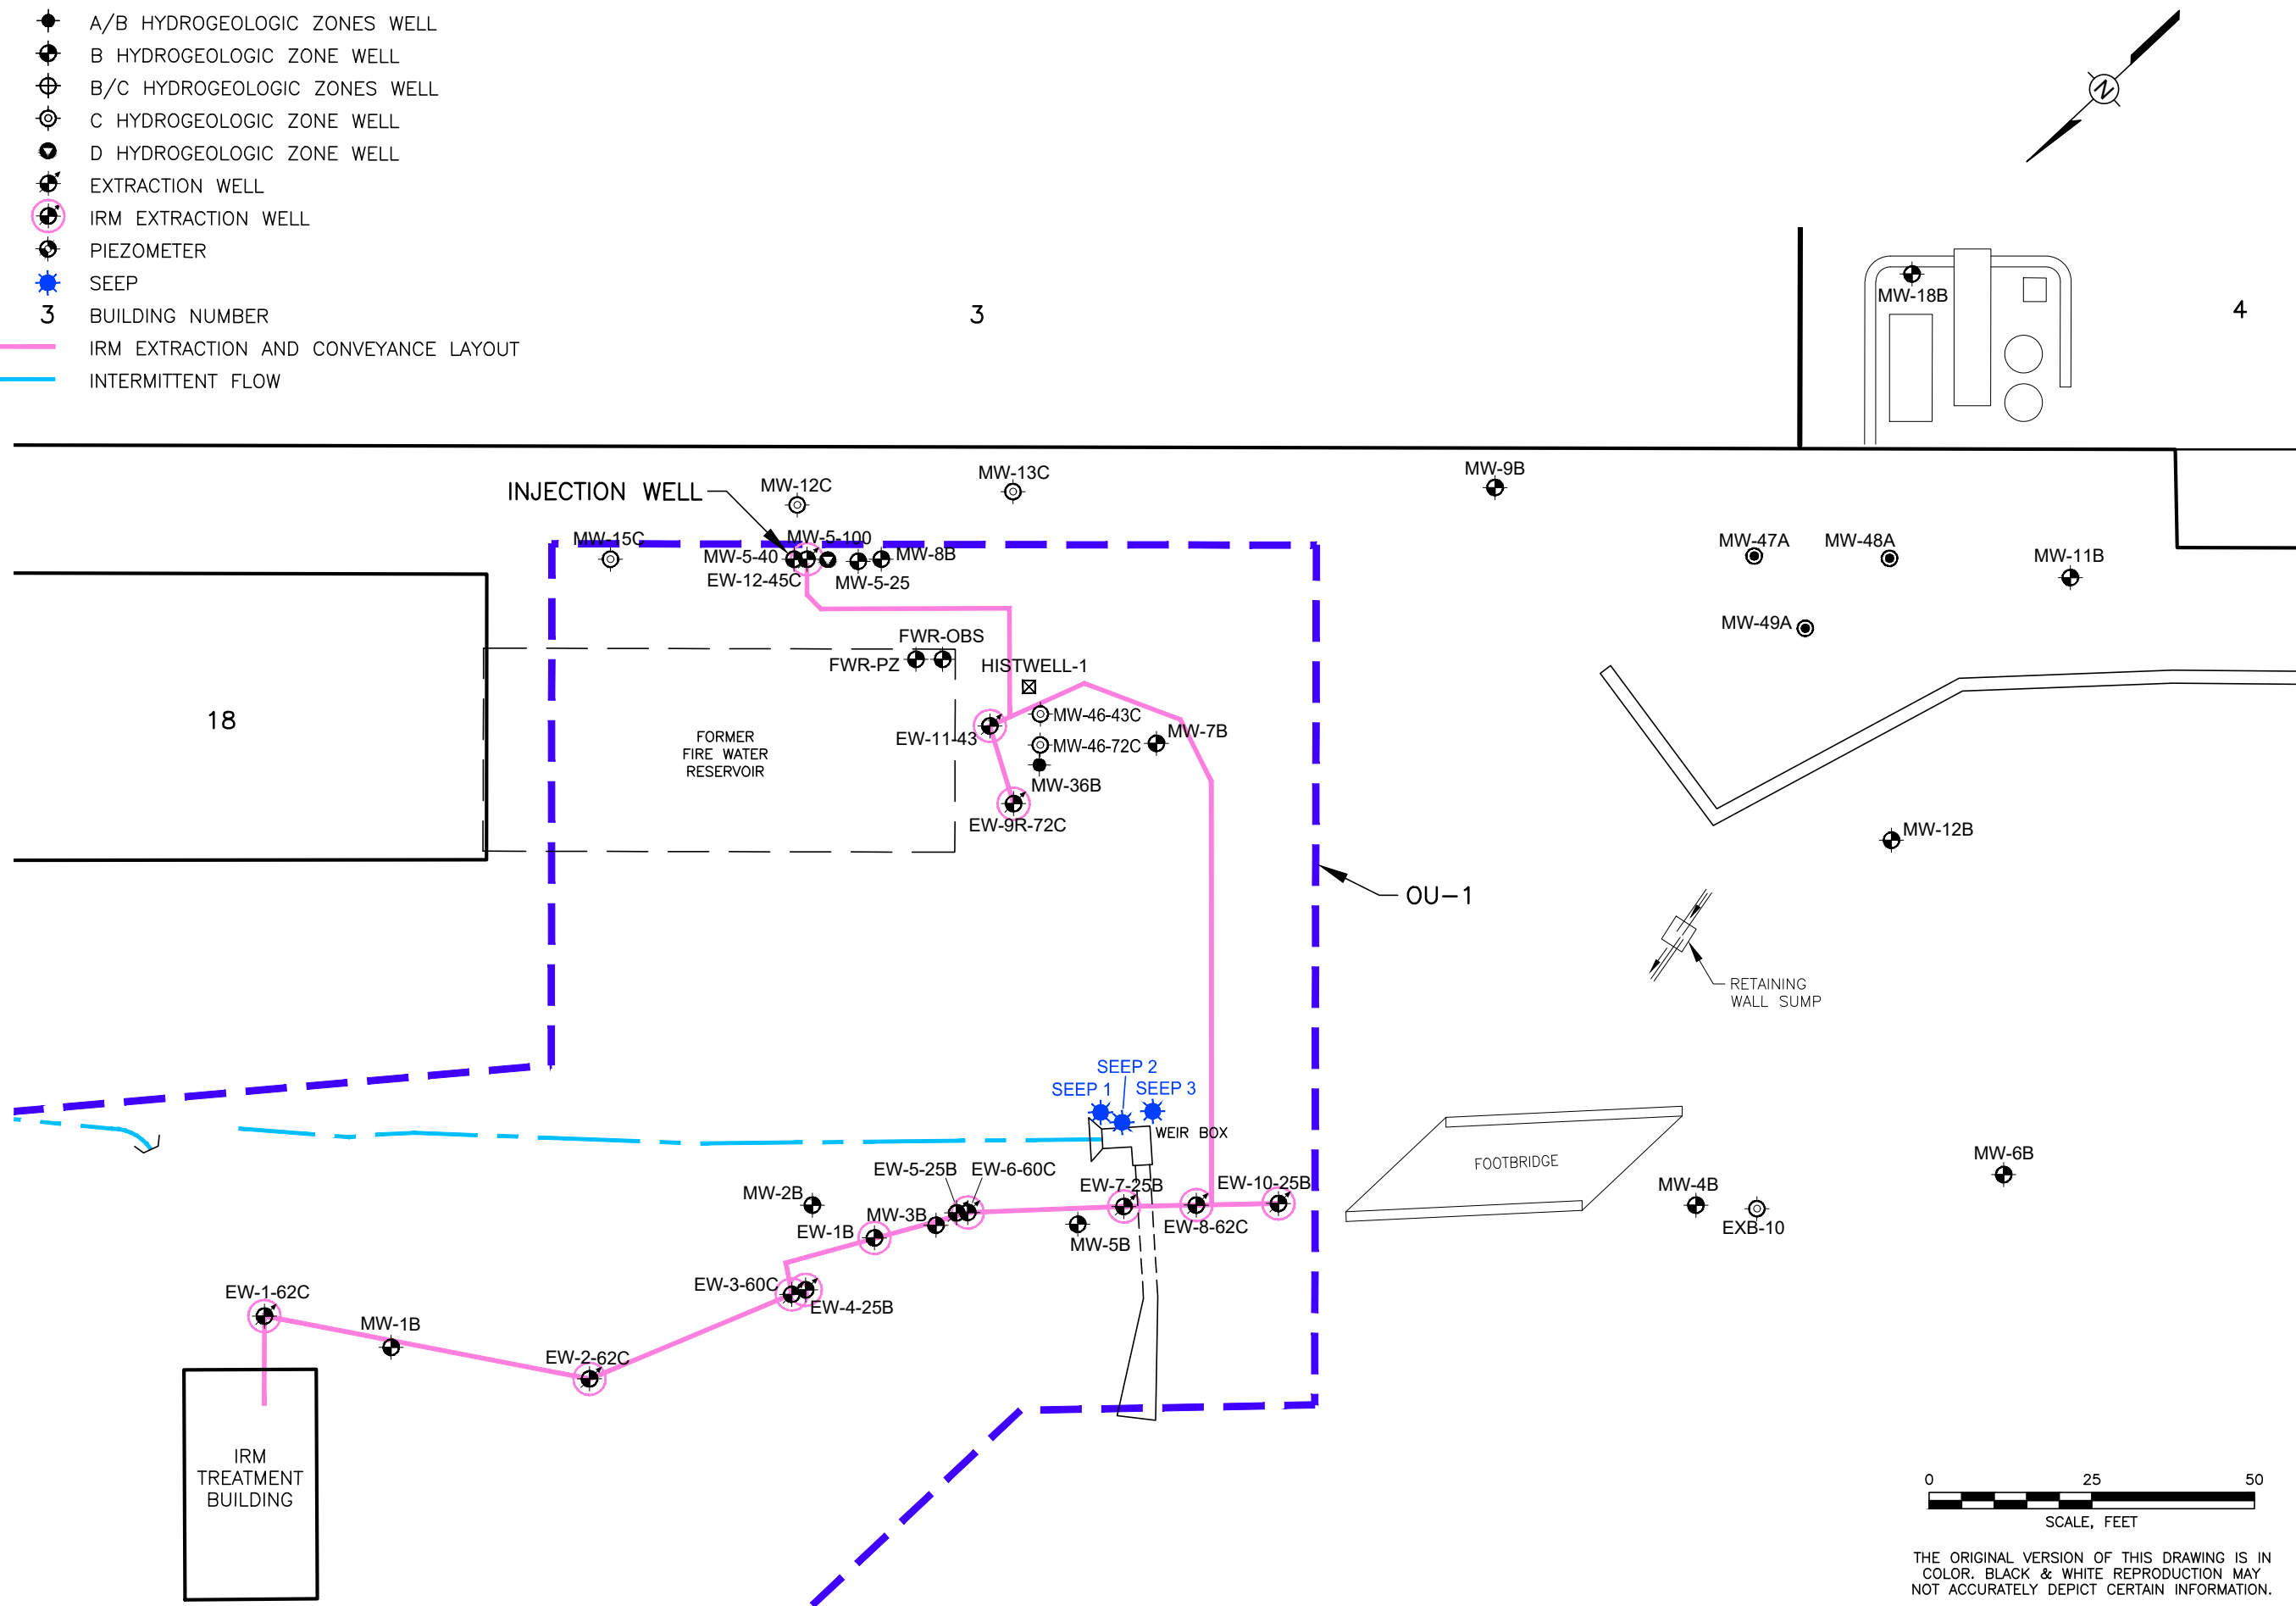 A/B HYDROGEOLOGIC ZONES WELL
B HYDROGEOLOGIC ZONE WELL
B/C HYDROGEOLOGIC ZONES WELL
C HYDROGEOLOGIC ZONE WELL
D HYDROGEOLOGIC ZONE WELL
EXTRACTION WELL
IRM EXTRACTION WELL
PIEZOMETER
SEEP
3 BUILDING NUMBER
IRM EXTRACTION AND CONVEYANCE LAYOUT
INTERMITTENT FLOW
N
3
4
MW-18B
INJECTION WELL
MW-12C
MW-13C
MW-9B
MW-15C
MW-5-100
MW-5-40
MW-8B
EW-12-45C
MW-5-25
MW-47A
MW-48A
MW-11B
MW-49A
FWR-OBS
FWR-PZ
HISTWELL-1
MW-46-43C
EW-11-43
MW-46-72C
MW-7B
MW-36B
EW-9R-72C
18
FORMER
FIRE WATER
RESERVOIR
MW-12B
OU-1
RETAINING
WALL SUMP
SEEP 2
SEEP 1
SEEP 3
WEIR BOX
FOOTBRIDGE
MW-6B
EW-5-25B
EW-6-60C
MW-2B
MW-3B
EW-1B
EW-7-25B
EW-10-25B
MW-5B
EW-8-62C
MW-4B
EXB-10
EW-3-60C
EW-4-25B
EW-1-62C
MW-1B
EW-2-62C
IRM
TREATMENT
BUILDING
0 25 50
SCALE, FEET
THE ORIGINAL VERSION OF THIS DRAWING IS IN
COLOR. BLACK & WHITE REPRODUCTION MAY
NOT ACCURATELY DEPICT CERTAIN INFORMATION.